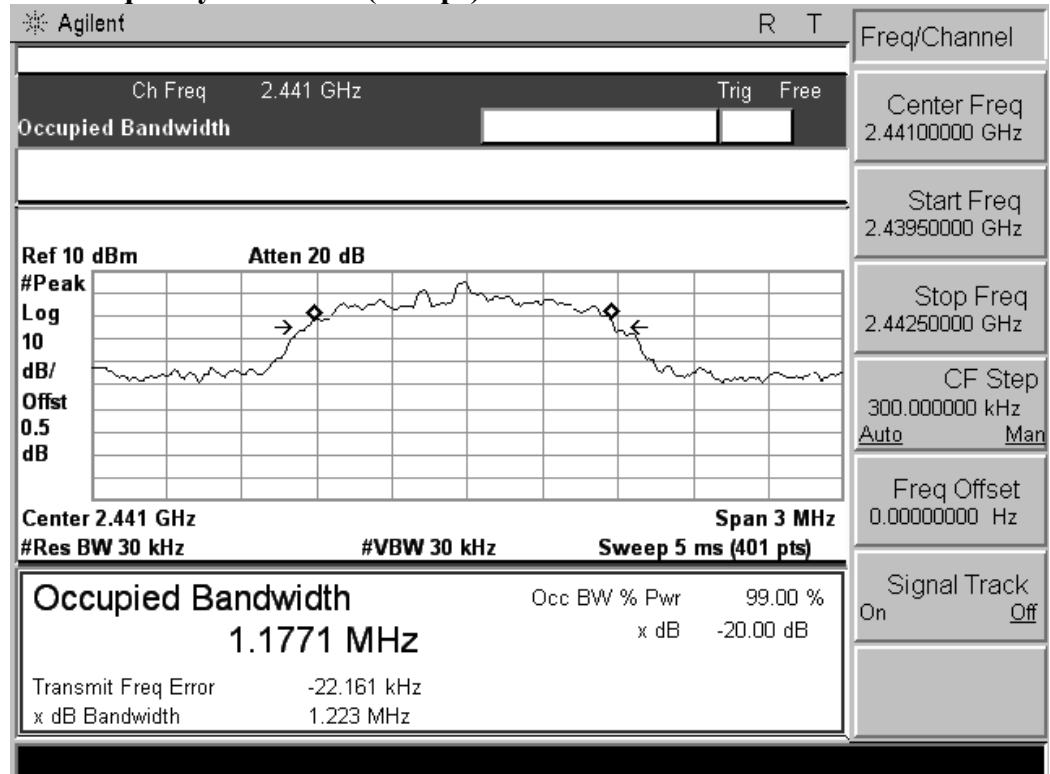 Agilent R T
Ch Freq 2.441 GHz Trig Free
Occupied Bandwidth
Ref 10 dBm Atten 20 dB
#Peak
Log
10
dB/
Offst
0.5
dB
Center 2.441 GHz Span 3 MHz
#Res BW 30 kHz #VBW 30 kHz Sweep 5 ms (401 pts)
Occupied Bandwidth Occ BW % Pwr 99.00 %
1.1771 MHz x dB -20.00 dB
Transmit Freq Error -22.161 kHz
x dB Bandwidth 1.223 MHz
Freq/Channel
Center Freq
2.44100000 GHz
Start Freq
2.43950000 GHz
Stop Freq
2.44250000 GHz
CF Step
300.000000 kHz
Auto Man
Freq Offset
0.00000000 Hz
Signal Track
On Off